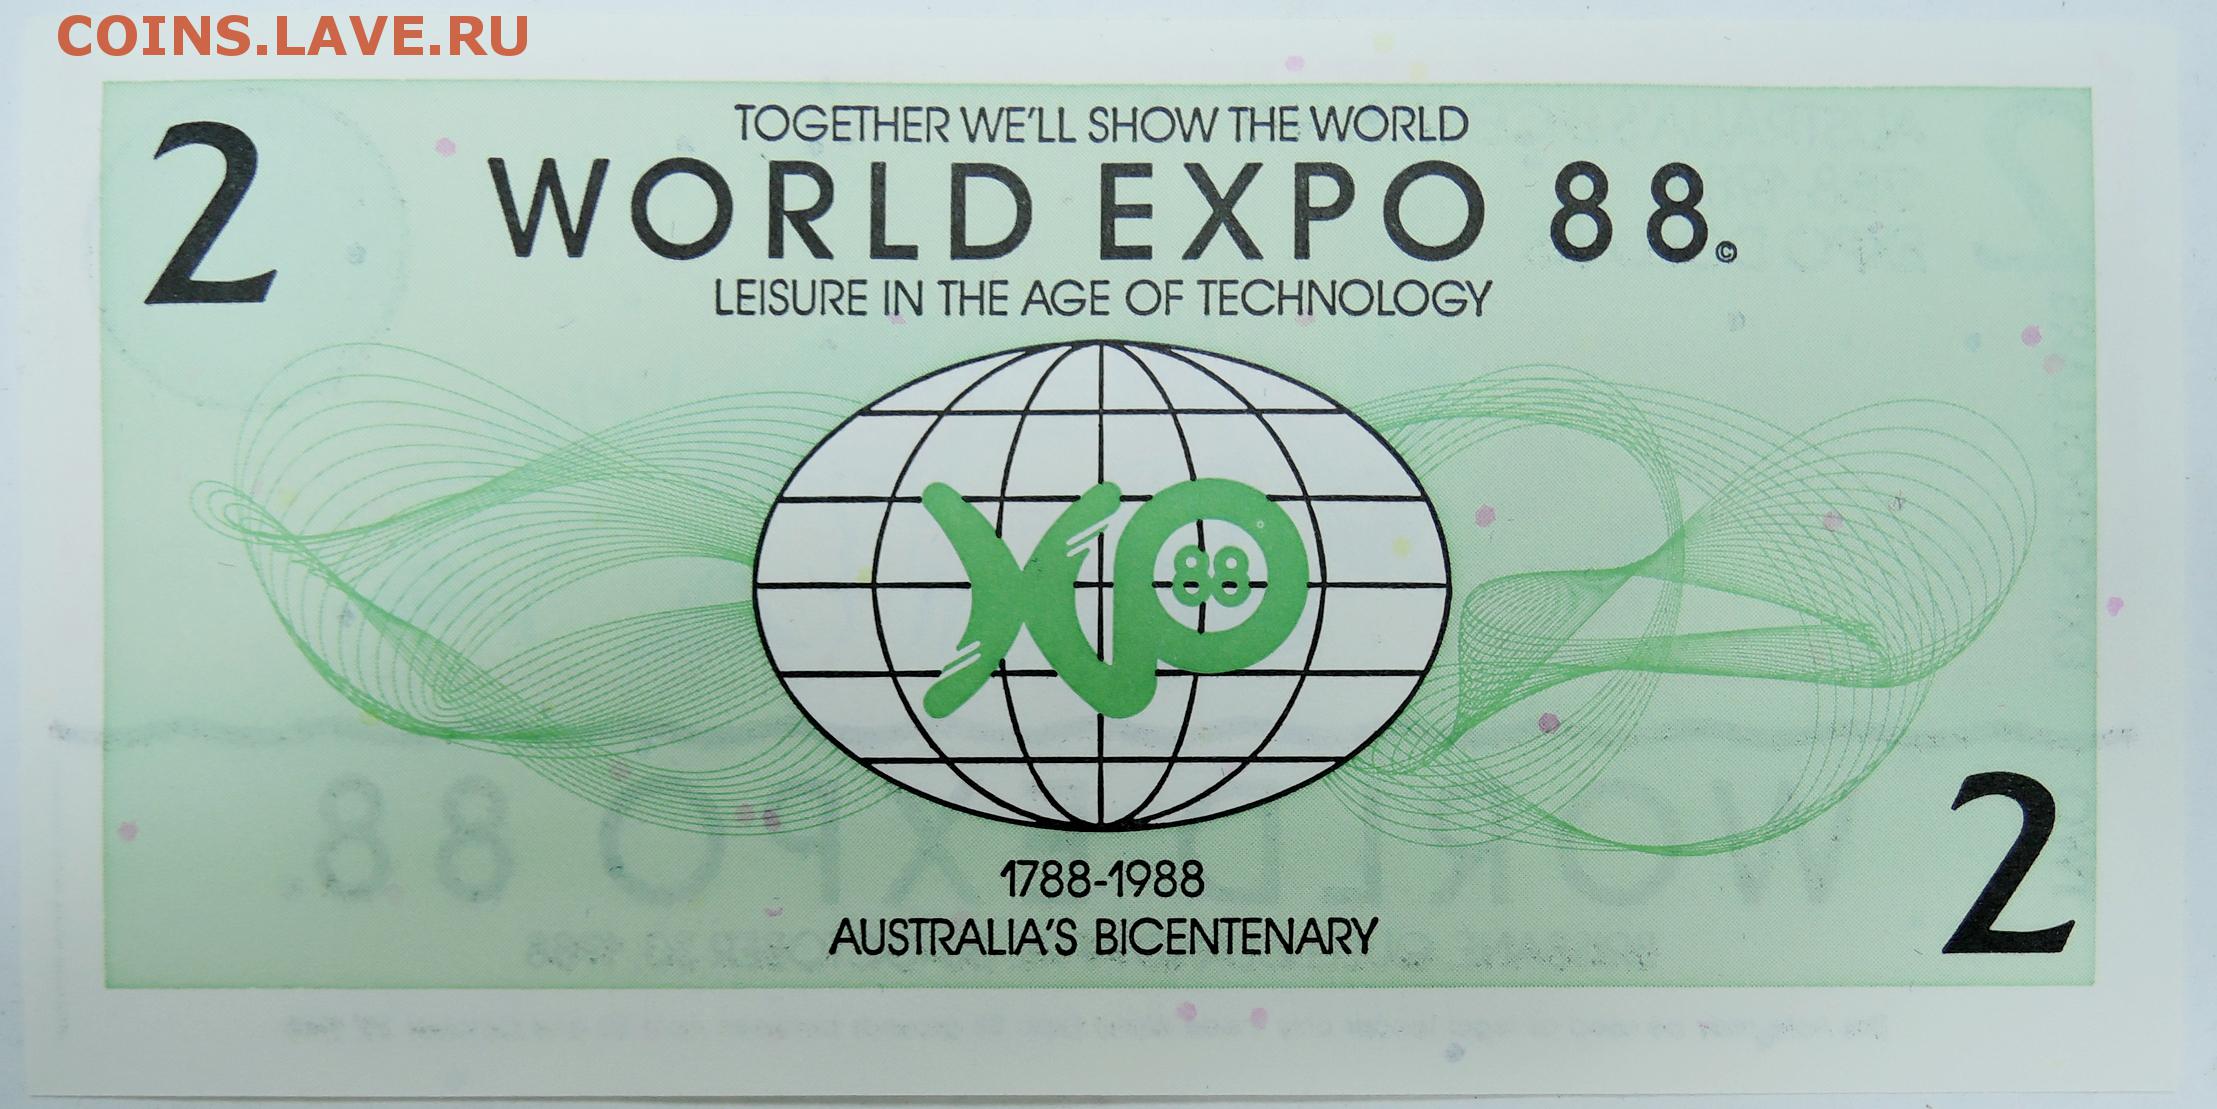 COINS.LAVE.RU
2
TOGETHER WE'LL SHOW THE WORLD
WORLD EXPO 88©
LEISURE IN THE AGE OF TECHNOLOGY
XPO
88
1788-1988
AUSTRALIA'S BICENTENARY
2